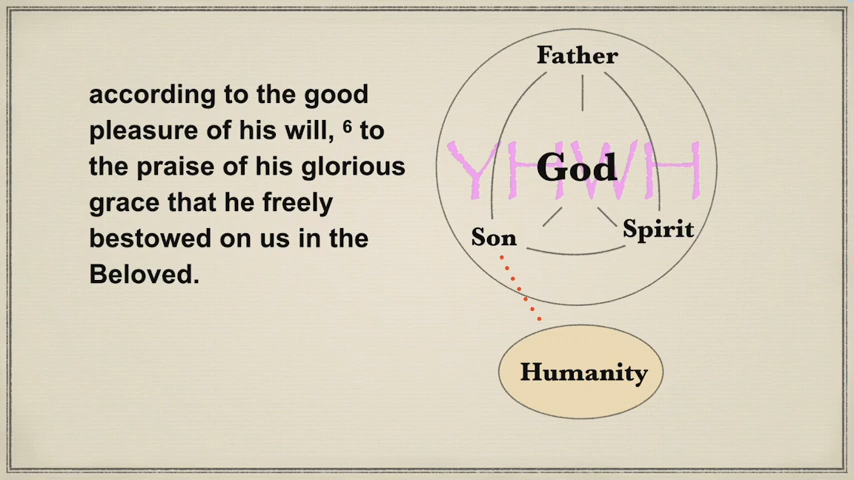 according to the good
pleasure of his will, ⁶ to
the praise of his glorious
grace that he freely
bestowed on us in the
Beloved.
Father
YHWH
God
Son
Spirit
Humanity